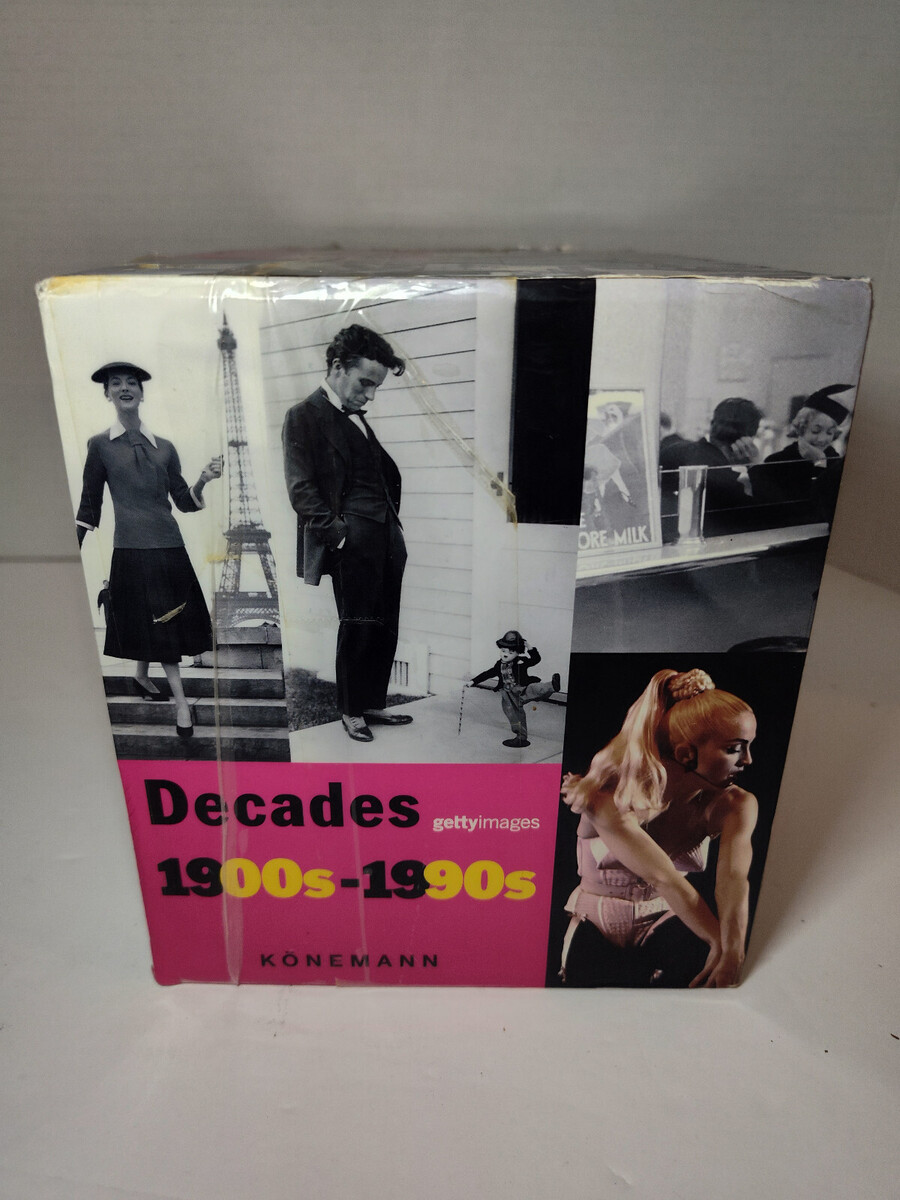 ORE MILK
Decades
gettyimages
1900s-1990s
KÖNEMANN